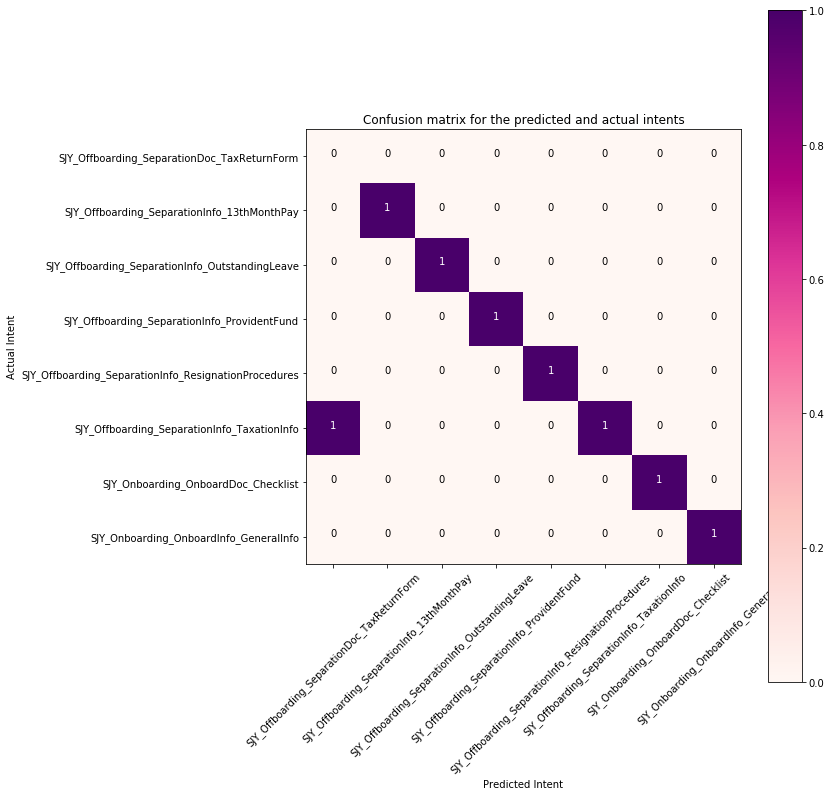 Confusion matrix for the predicted and actual intents
1.0
0.8
0.6
0.4
0.2
0.0
Actual Intent
SJY_Offboarding_SeparationDoc_TaxReturnForm 0 0 0 0 0 0 0 0
SJY_Offboarding_SeparationInfo_13thMonthPay 0 1 0 0 0 0 0 0
SJY_Offboarding_SeparationInfo_OutstandingLeave 0 0 1 0 0 0 0 0
SJY_Offboarding_SeparationInfo_ProvidentFund 0 0 0 1 0 0 0 0
SJY_Offboarding_SeparationInfo_ResignationProcedures 0 0 0 0 1 0 0 0
SJY_Offboarding_SeparationInfo_TaxationInfo 1 0 0 0 0 1 0 0
SJY_Onboarding_OnboardDoc_Checklist 0 0 0 0 0 0 1 0
SJY_Onboarding_OnboardInfo_GeneralInfo 0 0 0 0 0 0 0 1
SJY_Offboarding_SeparationDoc_TaxReturnForm
SJY_Offboarding_SeparationInfo_13thMonthPay
SJY_Offboarding_SeparationInfo_OutstandingLeave
SJY_Offboarding_SeparationInfo_ProvidentFund
SJY_Offboarding_SeparationInfo_ResignationProcedures
SJY_Offboarding_SeparationInfo_TaxationInfo
SJY_Onboarding_OnboardDoc_Checklist
SJY_Onboarding_OnboardInfo_Genera
Predicted Intent